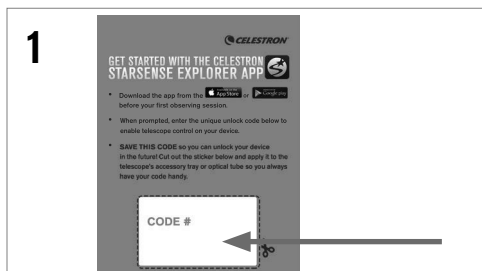 1
CELESTRON
GET STARTED WITH THE CELESTRON
STARSENSE EXPLORER APP
• Download the app from the App Store or Google play
before your first observing session.
• When prompted, enter the unique unlock code below to
enable telescope control on your device.
• SAVE THIS CODE so you can unlock your device
in the future! Cut out the sticker below and apply it to the
telescope's accessory tray or optical tube so you always
have your code handy.
CODE #